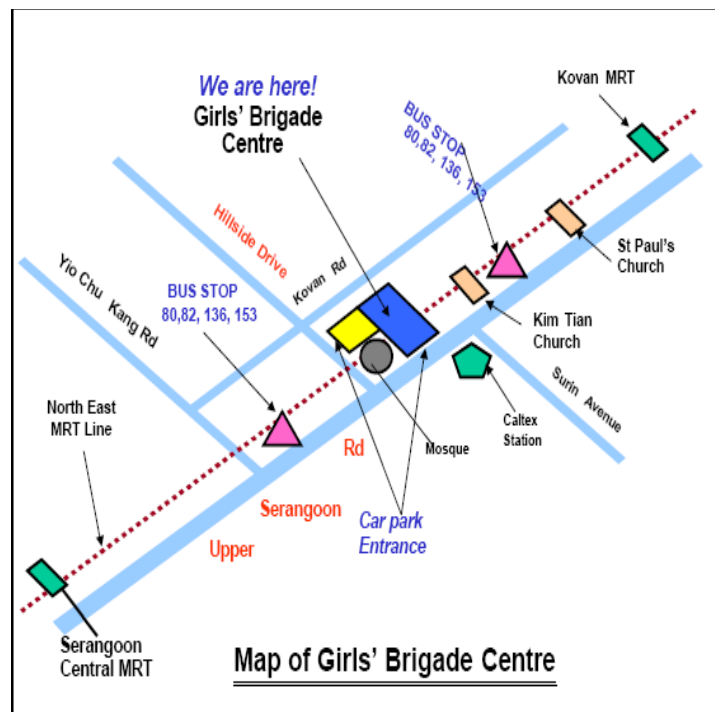 Kovan MRT
We are here!
Girls' Brigade
Centre
BUS STOP
80,82, 136, 153
Hillside Drive
Kovan Rd
Yio Chu Kang Rd
BUS STOP
80,82, 136, 153
St Paul's
Church
Kim Tian
Church
Surin Avenue
Caltex
Station
North East
MRT Line
Mosque
Rd
Serangoon
Upper
Car park
Entrance
Serangoon
Central MRT
Map of Girls' Brigade Centre